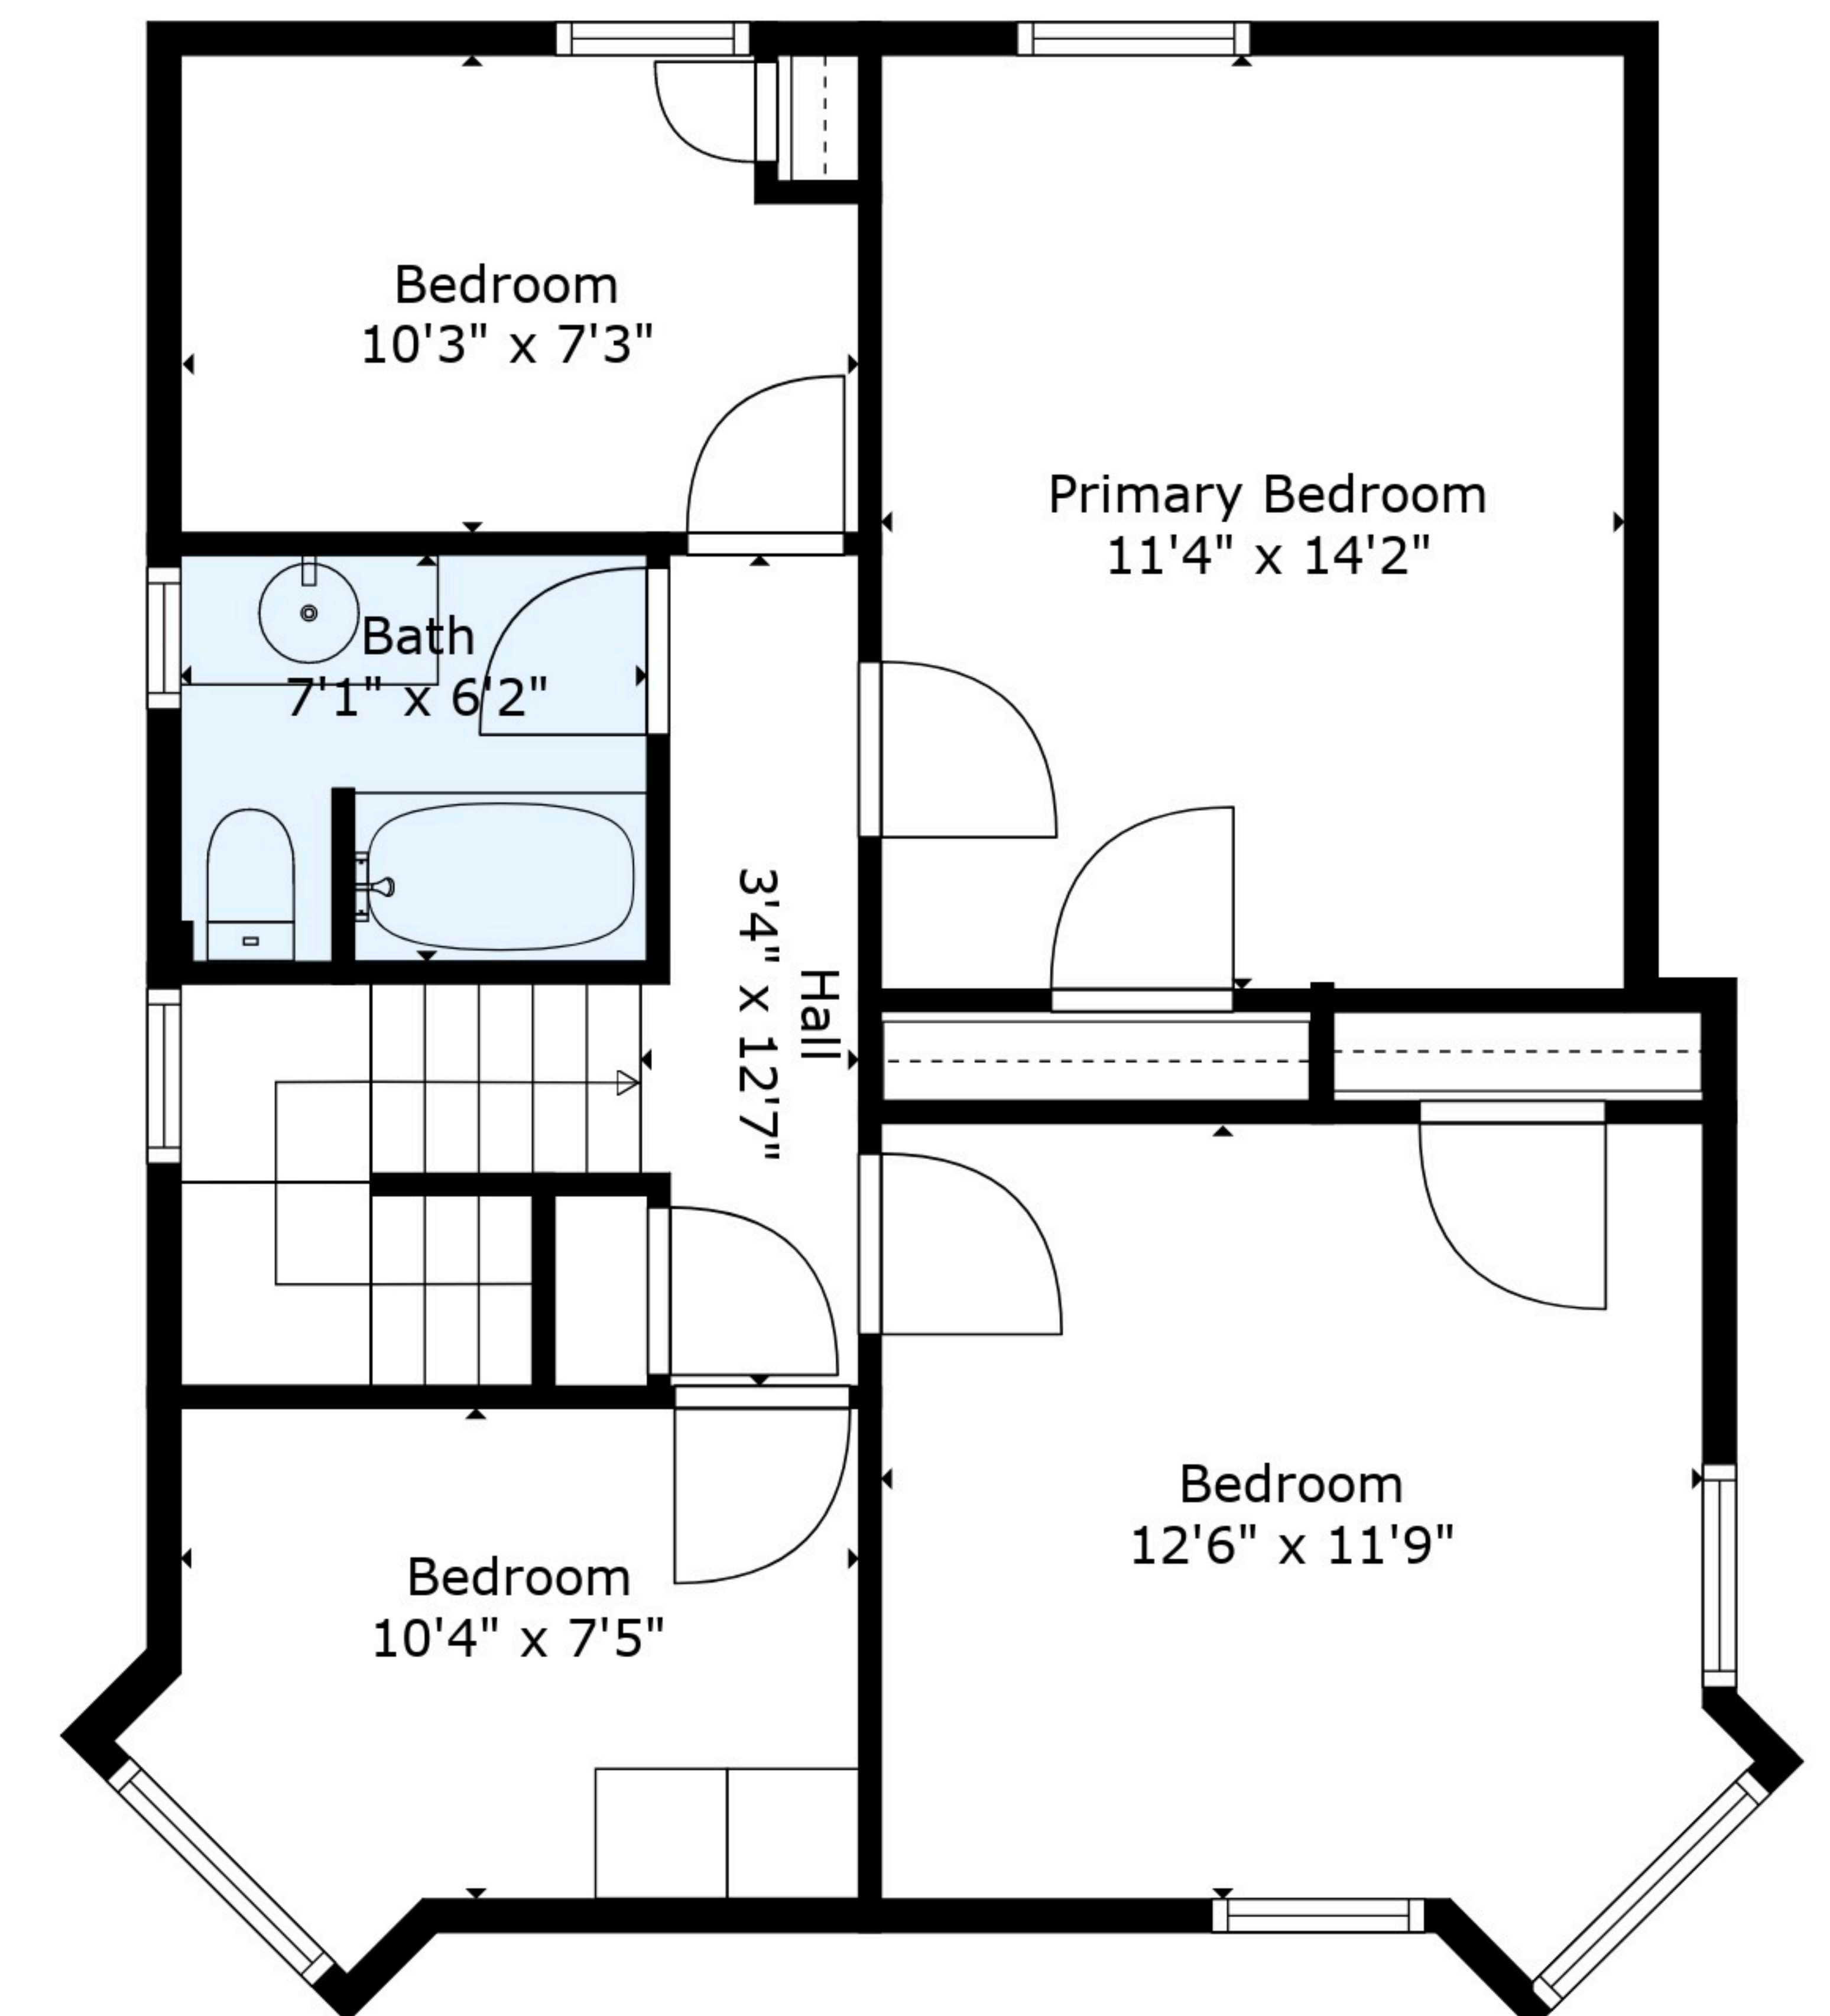 Bedroom
10'3" x 7'3"
Primary Bedroom
11'4" x 14'2"
Bath
7'1" x 6'2"
Hall
3'4" x 12'7"
Bedroom
12'6" x 11'9"
Bedroom
10'4" x 7'5"